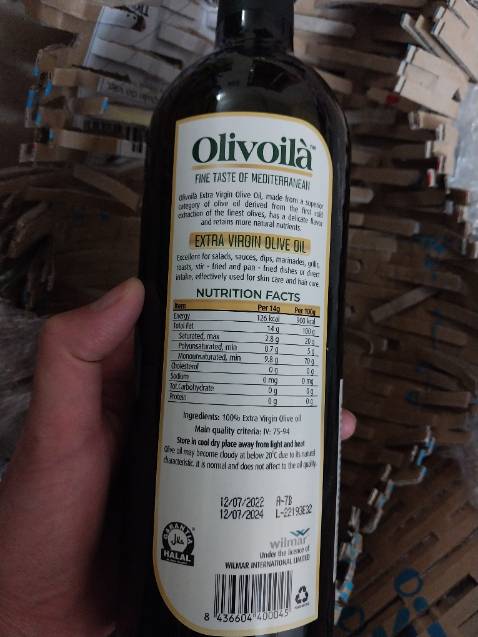 Olivoilà™
FINE TASTE OF MEDITERRANEAN
Olivoilà Extra Virgin Olive Oil, made from a superior
category of olive oil derived from the first cold
extraction of the finest olives, has a delicate flavor
and retains more natural nutrients.
EXTRA VIRGIN OLIVE OIL
Excellent for salads, sauces, dips, marinades, grills,
roasts, stir - fried and pan - fried dishes or direct
intake, effectively used for skin care and hair care.
NUTRITION FACTS
Item Per 14g Per 100g
Energy 126 kcal 900 kcal
Total Fat 14 g 100 g
Saturated, max 2.8 g 20 g
Polyunsaturated, min 0.7 g 5 g
Monounsaturated, min 9.8 g 70 g
Cholesterol 0 g 0 g
Sodium 0 mg 0 mg
Tot.Carbohydrate 0 g 0 g
Protein 0 g 0 g
Ingredients: 100% Extra Virgin Olive oil
Main quality criteria: IV: 75-94
Store in cool dry place away from light and heat
Olive oil may become cloudy at below 20°C due to its natural
characteristic. It is normal and does not affect to the oil quality.
12/07/2022 A-7B
12/07/2024 L-22193E32
GARANTIA
حلال
HALAL
wilmar
Under the licence of
WILMAR INTERNATIONAL LIMITED
8 436604 400045